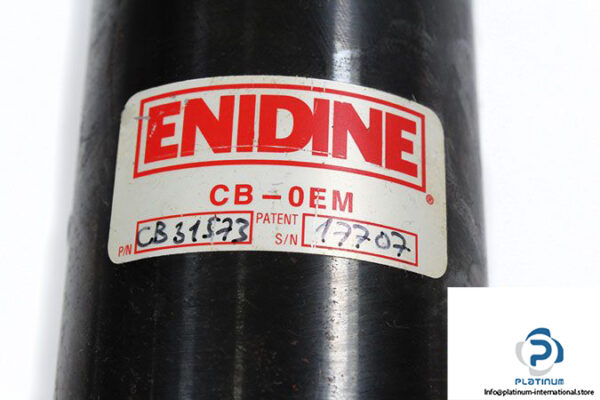 ENIDINE
®
CB-0EM
P/N CB31573 PATENT S/N 17707
PLATINUM
Info@platinum-international.store